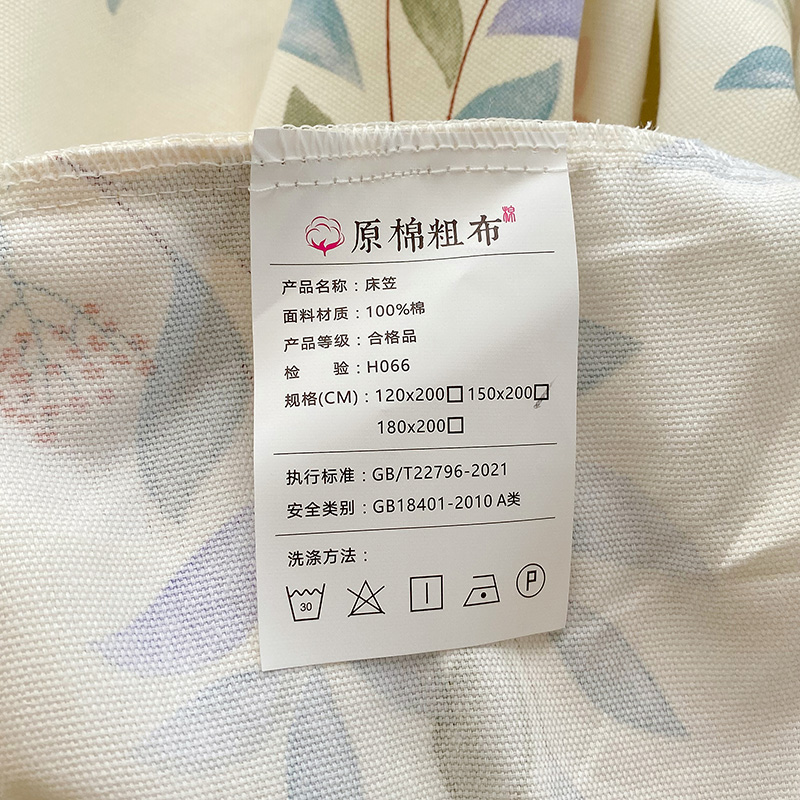 原棉粗布 棉
产品名称：床笠
面料材质：100%棉
产品等级：合格品
检 验：H066
规格(CM)：120x200□ 150x200☑
180x200□
执行标准：GB/T22796-2021
安全类别：GB18401-2010 A类
洗涤方法：
30
P